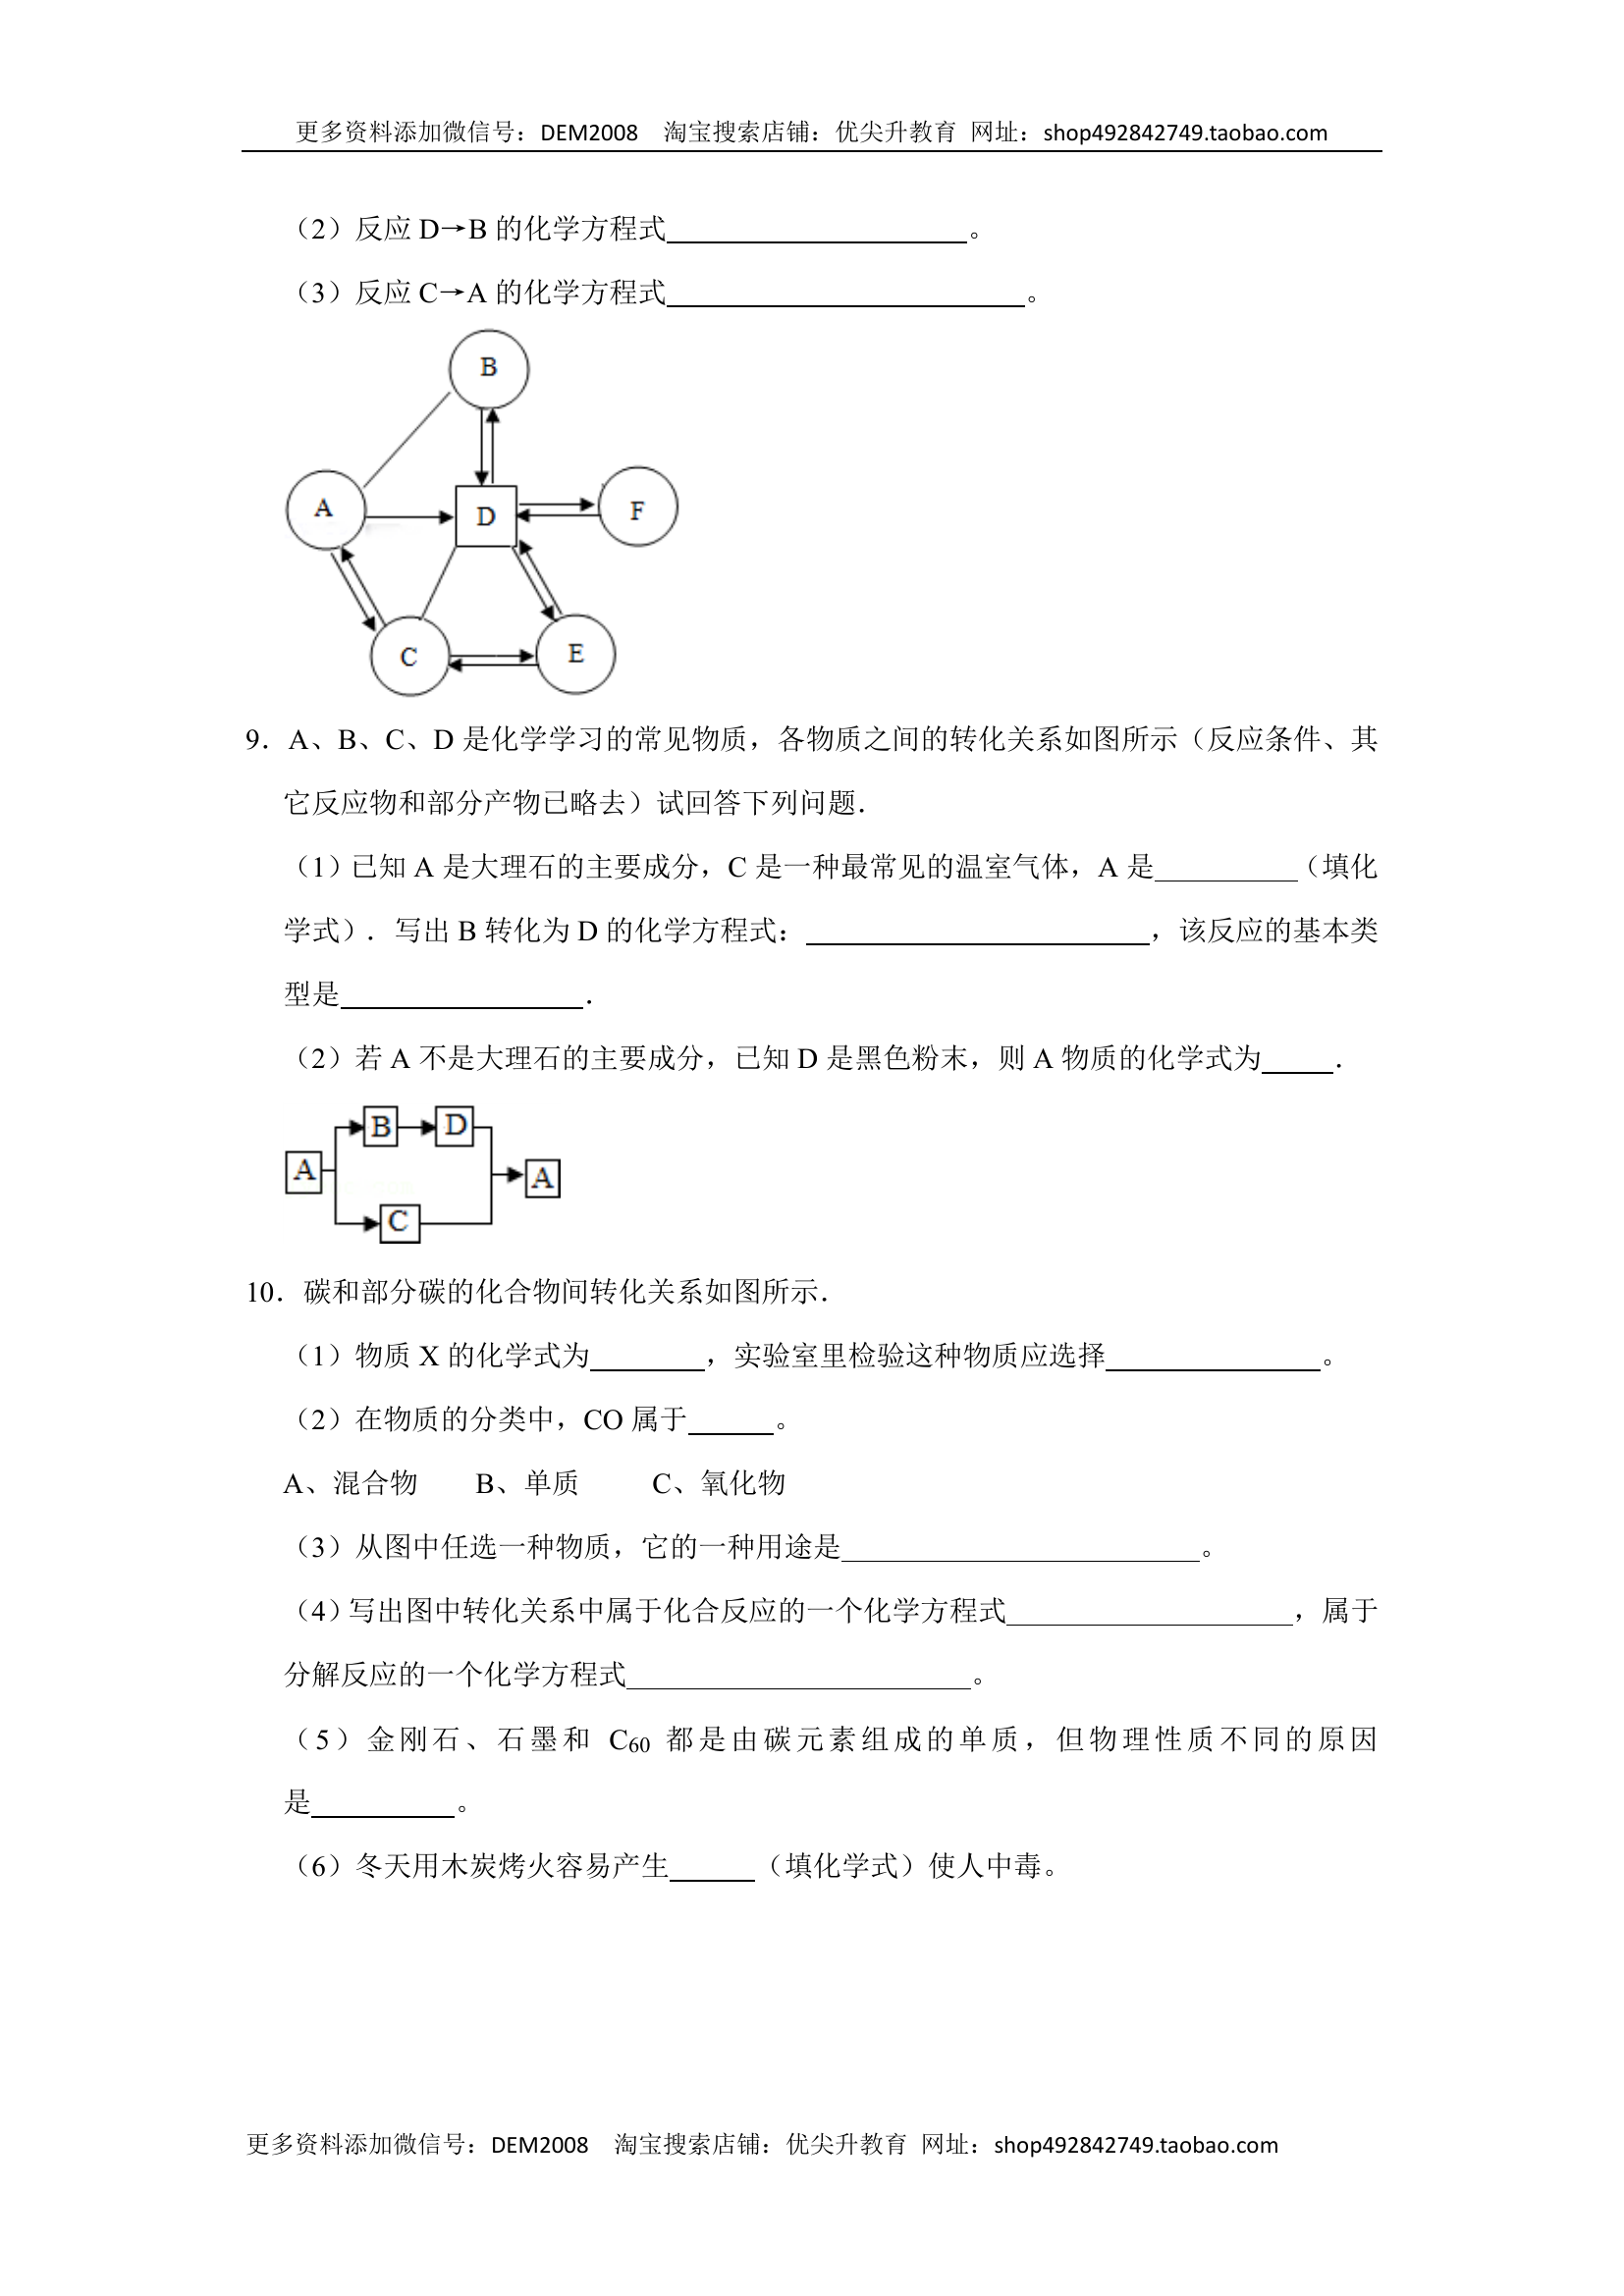 更多资料添加微信号：DEM2008　淘宝搜索店铺：优尖升教育 网址：shop492842749.taobao.com
（2）反应 D→B 的化学方程式____________________。
（3）反应 C→A 的化学方程式________________________。
B
A
D
F
C
E
9．A、B、C、D 是化学学习的常见物质，各物质之间的转化关系如图所示（反应条件、其
它反应物和部分产物已略去）试回答下列问题．
（1）已知 A 是大理石的主要成分，C 是一种最常见的温室气体，A 是__________（填化
学式）．写出 B 转化为 D 的化学方程式：________________________，该反应的基本类
型是_________________．
（2）若 A 不是大理石的主要成分，已知 D 是黑色粉末，则 A 物质的化学式为_____．
B D
A A
C
10．碳和部分碳的化合物间转化关系如图所示．
（1）物质 X 的化学式为________，实验室里检验这种物质应选择_______________。
（2）在物质的分类中，CO 属于______。
A、混合物　　B、单质　　 C、氧化物
（3）从图中任选一种物质，它的一种用途是_________________________。
（4）写出图中转化关系中属于化合反应的一个化学方程式____________________，属于
分解反应的一个化学方程式________________________。
（5）金刚石、石墨和 C60 都是由碳元素组成的单质，但物理性质不同的原因
是__________。
（6）冬天用木炭烤火容易产生______（填化学式）使人中毒。
更多资料添加微信号：DEM2008　淘宝搜索店铺：优尖升教育 网址：shop492842749.taobao.com